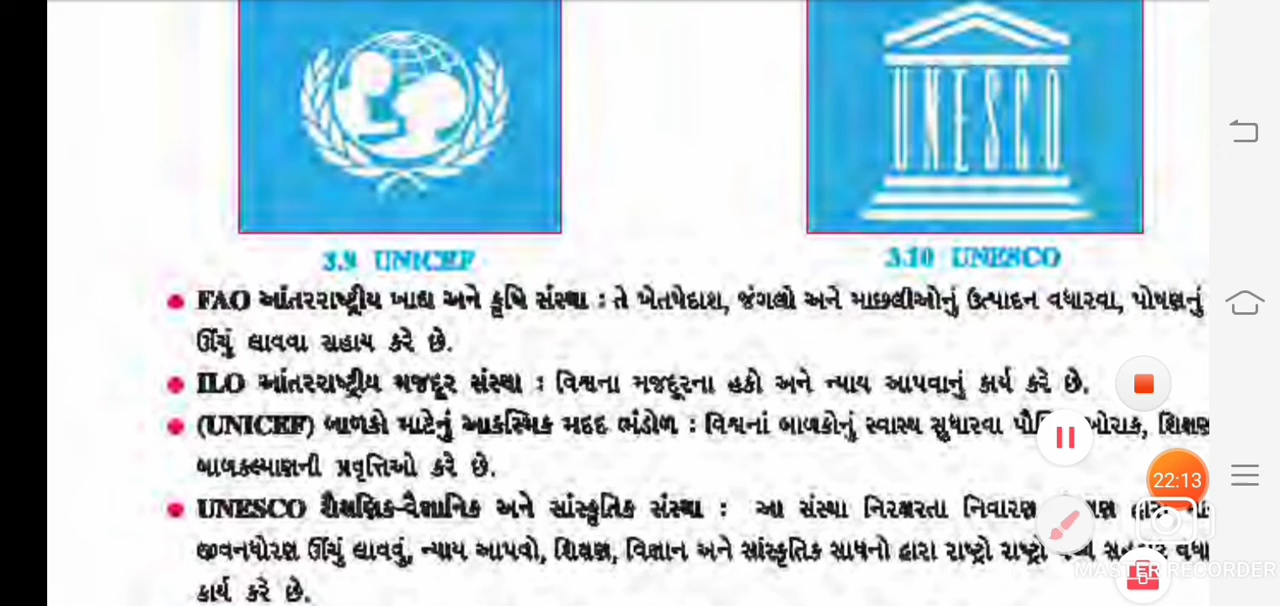 UNESCO
3.9 UNICEF
3.10 UNESCO
FAO આંતરરાષ્ટ્રીય ખાદ્ય અને કૃષિ સંસ્થા : તે ખેતપેદાશ, જંગલો અને માછલીઓનું ઉત્પાદન વધારવા, પોષણનું
ઊંચું લાવવા સહાય કરે છે.
ILO આંતરરાષ્ટ્રીય મજદૂર સંસ્થા : વિશ્વના મજદૂરના હકો અને ન્યાય આપવાનું કાર્ય કરે છે.
(UNICEF) બાળકો માટેનું આકસ્મિક મદદ ભંડોળ : વિશ્વનાં બાળકોનું સ્વાસ્થ સુધારવા શિક્ષણ
બાળકલ્યાણની પ્રવૃત્તિઓ કરે છે.
UNESCO શૈક્ષણિક-વૈજ્ઞાનિક અને સાંસ્કૃતિક સંસ્થા : આ સંસ્થા નિરક્ષરતા નિવારણ
જીવનધોરણ ઊંચું લાવવું, ન્યાય આપવો, શિક્ષણ, વિજ્ઞાન અને સાંસ્કૃતિક સાધનો દ્વારા રાષ્ટ્રો રાષ્ટ્રો
કાર્ય કરે છે.
22:13
MASTER RECORDER